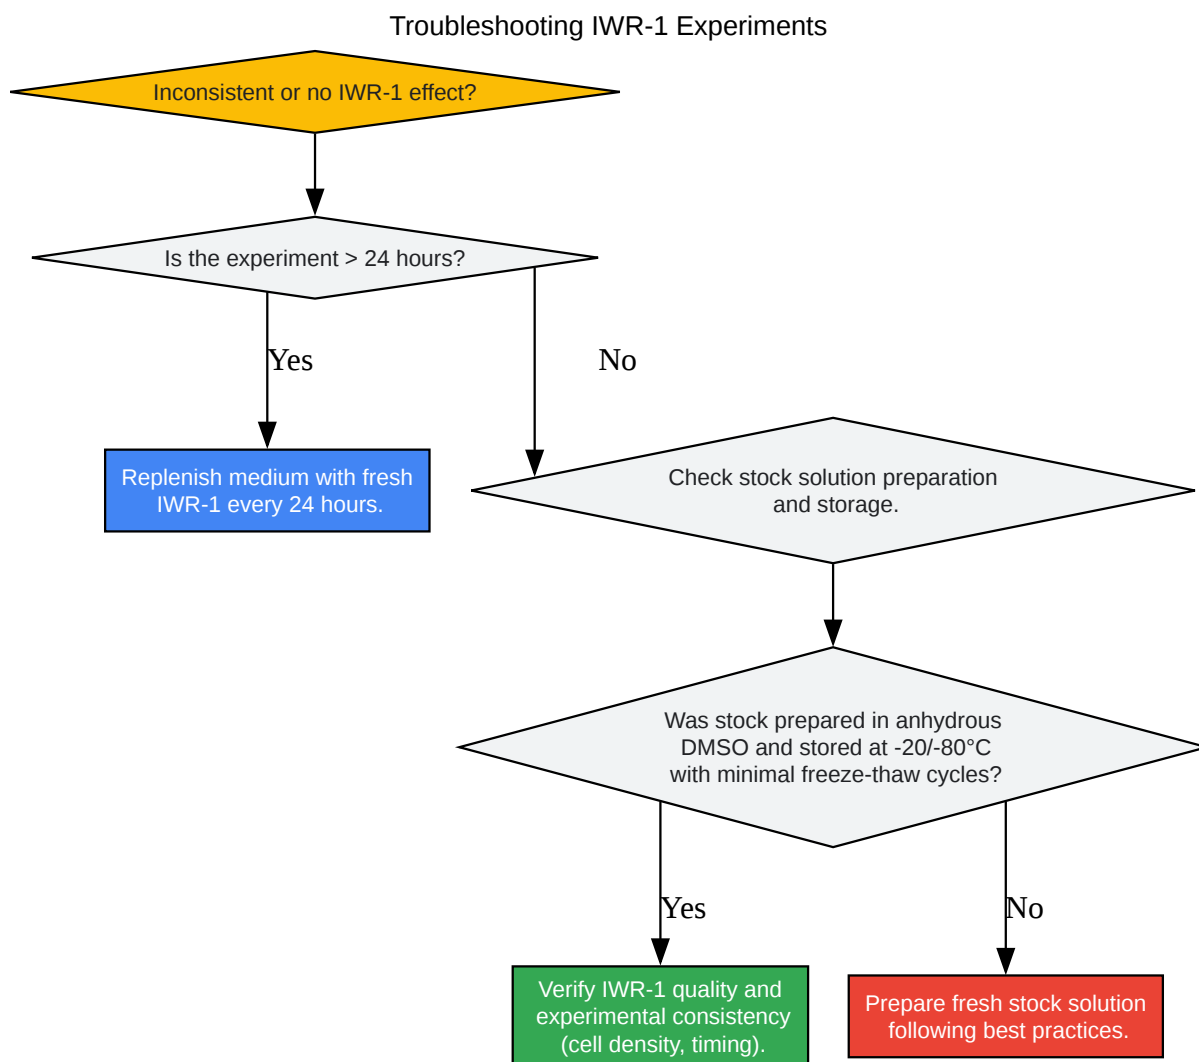 Troubleshooting IWR-1 Experiments
Inconsistent or no IWR-1 effect?
Is the experiment > 24 hours?
Yes
No
Replenish medium with fresh
IWR-1 every 24 hours.
Check stock solution preparation
and storage.
Was stock prepared in anhydrous
DMSO and stored at -20/-80°C
with minimal freeze-thaw cycles?
Yes
No
Verify IWR-1 quality and
experimental consistency
(cell density, timing).
Prepare fresh stock solution
following best practices.